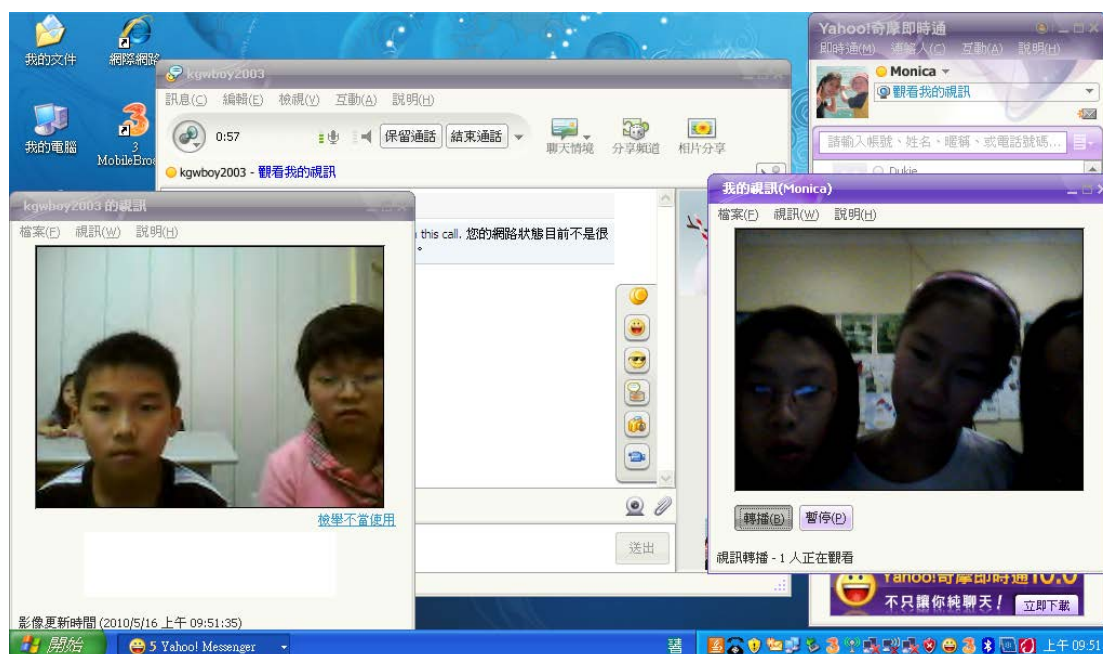 我的文件
網際網路
我的電腦
3
MobileBro
kgwboy2003
訊息(C) 編輯(E) 檢視(V) 互動(A) 說明(H)
0:57
保留通話 結束通話
聊天情境 分享頻道 相片分享
kgwboy2003 - 觀看我的視訊
this call. 您的網路狀態目前不是很
。
送出
kgwboy2003 的視訊
檔案(F) 視訊(W) 說明(H)
檢舉不當使用
影像更新時間 (2010/5/16 上午 09:51:35)
Yahoo!奇摩即時通
即時通(M) 連絡人(C) 互動(A) 說明(H)
Monica
觀看我的視訊
請輸入帳號、姓名、暱稱、或電話號碼...
Dukie
我的視訊(Monica)
檔案(F) 視訊(W) 說明(H)
轉播(B) 暫停(P)
視訊轉播 - 1 人正在觀看
Yahoo!奇摩即時通10.0
不只讓你純聊天!
立即下載
開始
5 Yahoo! Messenger
上午 09:51